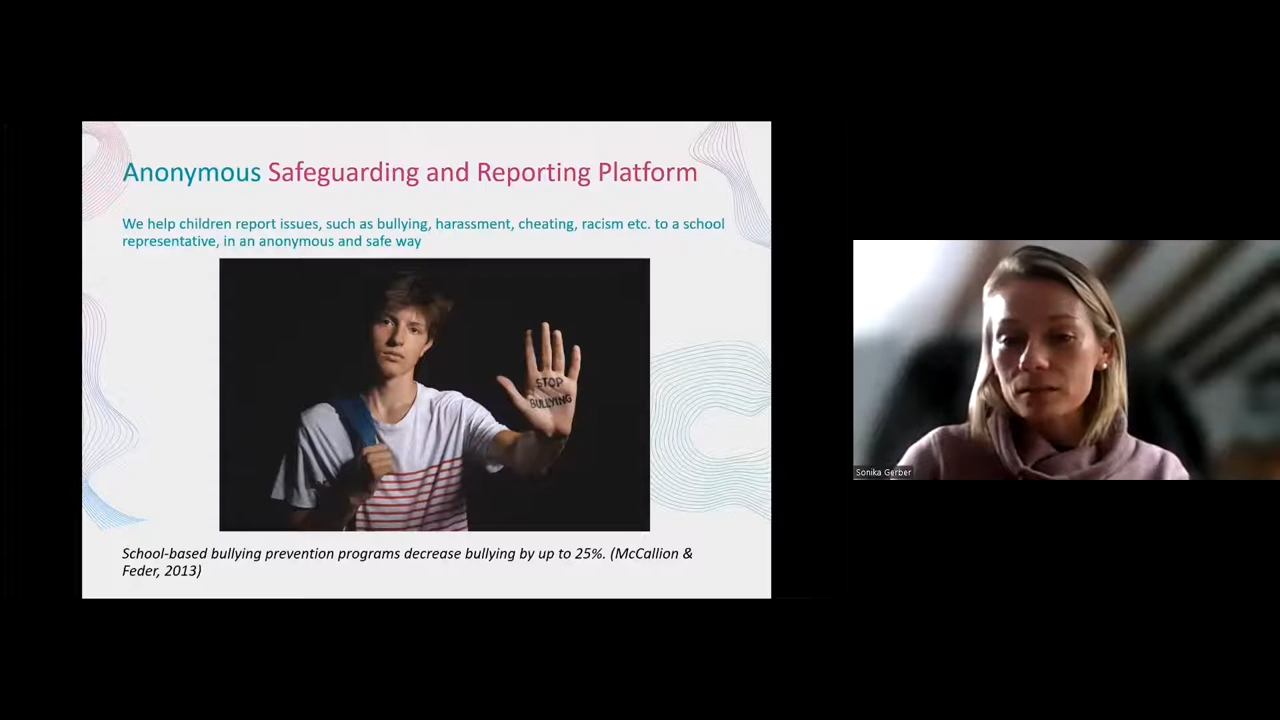 Anonymous Safeguarding and Reporting Platform
We help children report issues, such as bullying, harassment, cheating, racism etc. to a school
representative, in an anonymous and safe way
STOP
BULLYING
School-based bullying prevention programs decrease bullying by up to 25%. (McCallion &
Feder, 2013)
Sonika Gerber